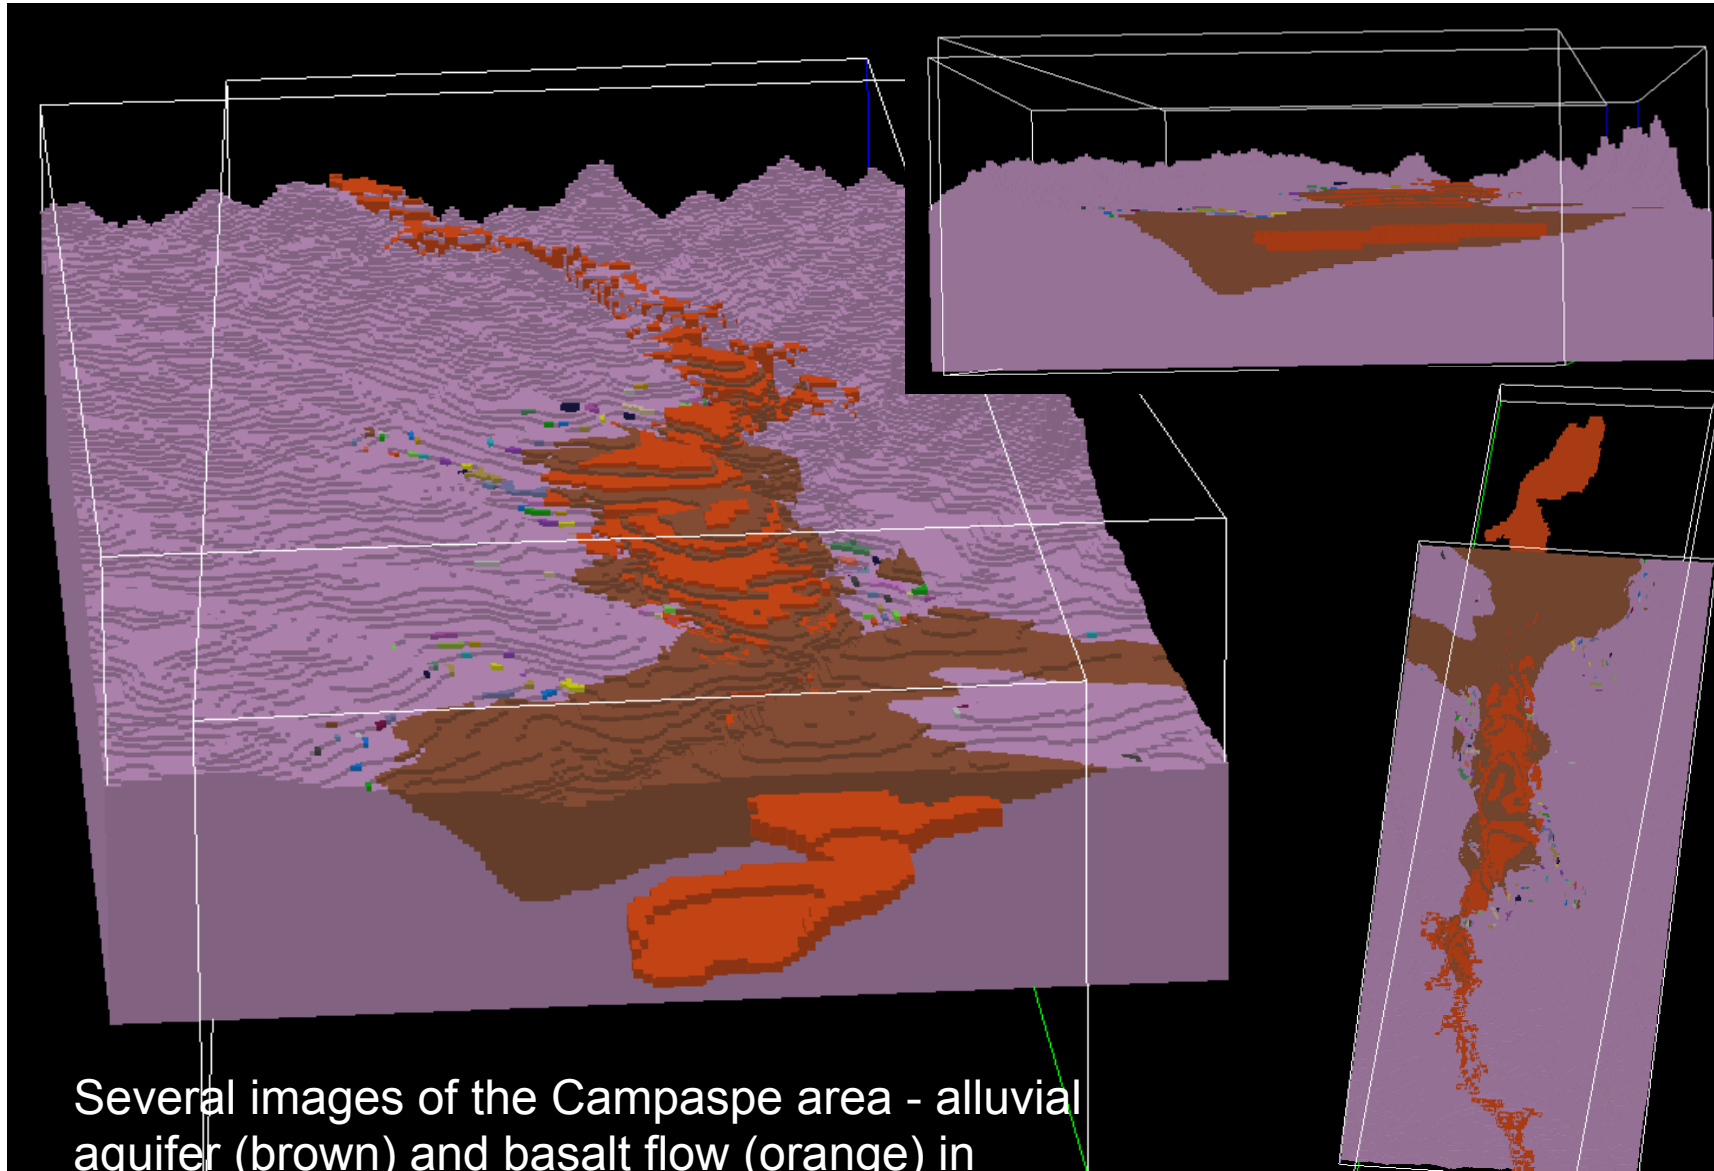 Several images of the Campaspe area - alluvial
aquifer (brown) and basalt flow (orange) in